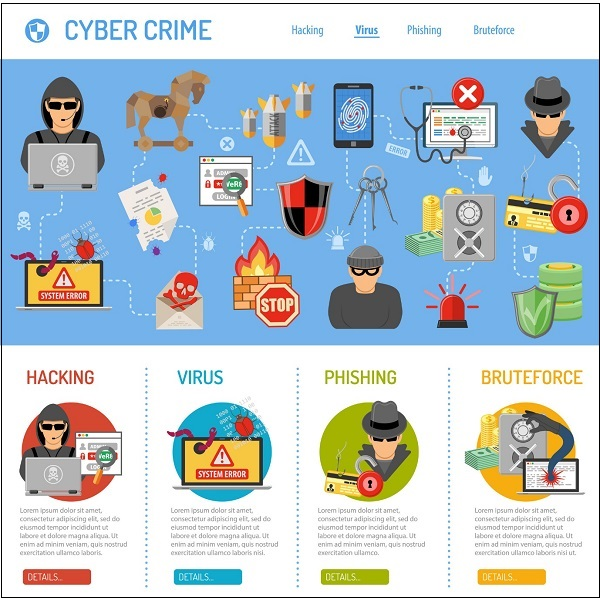 CYBER CRIME
Hacking
Virus
Phishing
Bruteforce
ATTACK
ERROR
LOGIN
SYSTEM ERROR
STOP
HACKING
VIRUS
PHISHING
BRUTEFORCE
SYSTEM ERROR
Lorem ipsum dolor sit amet,
consectetur adipiscing elit,
sed do eiusmod tempor
incididunt ut labore et dolore
magna aliqua. Ut enim ad
minim veniam, quis nostrud
exercitation ullamco laboris.
Lorem ipsum dolor sit amet,
consectetur adipiscing elit,
sed do eiusmod tempor
incididunt ut labore et dolore
magna aliqua. Ut enim ad
minim veniam, quis nostrud
exercitation ullamco laboris nisi.
Lorem ipsum dolor sit amet,
consectetur adipiscing elit,
sed do eiusmod tempor
incididunt ut labore et dolore
magna aliqua. Ut enim ad
minim veniam, quis nostrud
exercitation ullamco laboris nisi.
Lorem ipsum dolor sit amet,
consectetur adipiscing elit,
sed do eiusmod tempor
incididunt ut labore et dolore
magna aliqua. Ut enim ad
minim veniam, quis nostrud
exercitation ullamco laboris nisi.
DETAILS...
DETAILS...
DETAILS...
DETAILS...